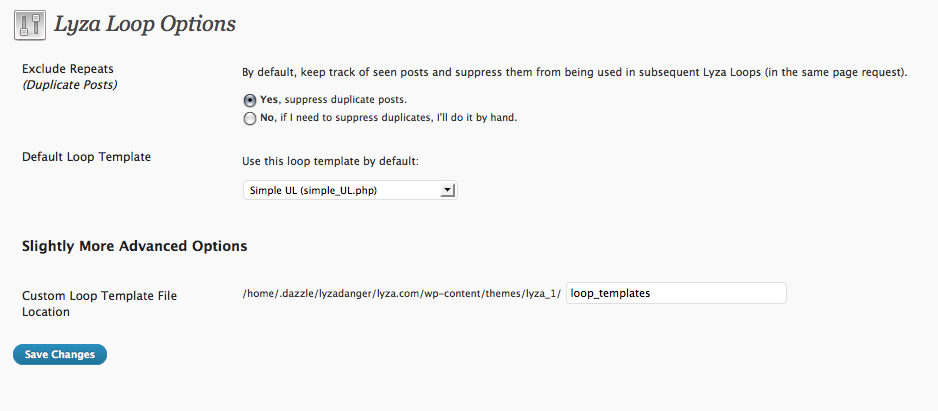 Lyza Loop Options
Exclude Repeats
(Duplicate Posts)
By default, keep track of seen posts and suppress them from being used in subsequent Lyza Loops (in the same page request).
Yes, suppress duplicate posts.
No, if I need to suppress duplicates, I'll do it by hand.
Default Loop Template
Use this loop template by default:
Simple UL (simple_UL.php)
Slightly More Advanced Options
Custom Loop Template File
Location
/home/.dazzle/lyzadanger/lyza.com/wp-content/themes/lyza_1/ loop_templates
Save Changes